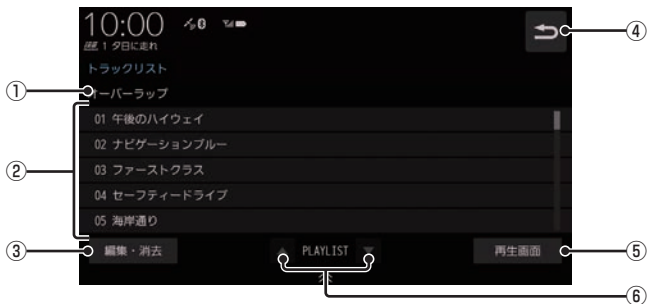 10:00
1 夕日に走れ
トラックリスト
オーバーラップ
01 午後のハイウェイ
02 ナビゲーションブルー
03 ファーストクラス
04 セーフティードライブ
05 海岸通り
編集・消去
PLAYLIST
再生画面
①
②
③
④
⑤
⑥